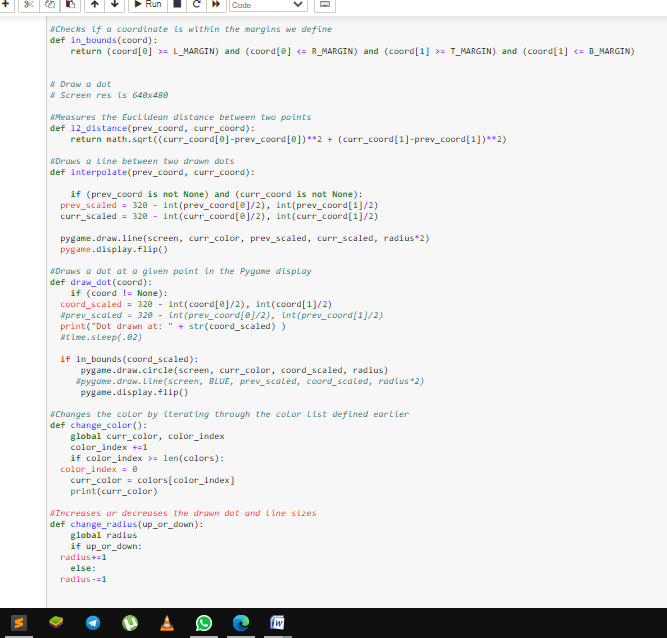 Run
Code
#Checks if a coordinate is within the margins we define
def in_bounds(coord):
    return (coord[0] >= L_MARGIN) and (coord[0] <= R_MARGIN) and (coord[1] >= T_MARGIN) and (coord[1] <= B_MARGIN)
# Draw a dot
# Screen res is 640x480
#Measures the Euclidean distance between two points
def l2_distance(prev_coord, curr_coord):
    return math.sqrt((curr_coord[0]-prev_coord[0])**2 + (curr_coord[1]-prev_coord[1])**2)
#Draws a line between two drawn dots
def interpolate(prev_coord, curr_coord):
    if (prev_coord is not None) and (curr_coord is not None):
  prev_scaled = 320 - int(prev_coord[0]/2), int(prev_coord[1]/2)
  curr_scaled = 320 - int(curr_coord[0]/2), int(curr_coord[1]/2)
  pygame.draw.line(screen, curr_color, prev_scaled, curr_scaled, radius*2)
  pygame.display.flip()
#Draws a dot at a given point in the Pygame display
def draw_dot(coord):
    if (coord != None):
  coord_scaled = 320 - int(coord[0]/2), int(coord[1]/2)
  #prev_scaled = 320 - int(prev_coord[0]/2), int(prev_coord[1]/2)
  print("Dot drawn at: " + str(coord_scaled) )
  #time.sleep(.02)
  if in_bounds(coord_scaled):
      pygame.draw.circle(screen, curr_color, coord_scaled, radius)
     #pygame.draw.line(screen, BLUE, prev_scaled, coord_scaled, radius*2)
      pygame.display.flip()
#Changes the color by iterating through the color list defined earlier
def change_color():
    global curr_color, color_index
    color_index +=1
    if color_index >= len(colors):
  color_index = 0
    curr_color = colors[color_index]
    print(curr_color)
#Increases or decreases the drawn dot and line sizes
def change_radius(up_or_down):
    global radius
    if up_or_down:
  radius+=1
    else:
  radius-=1